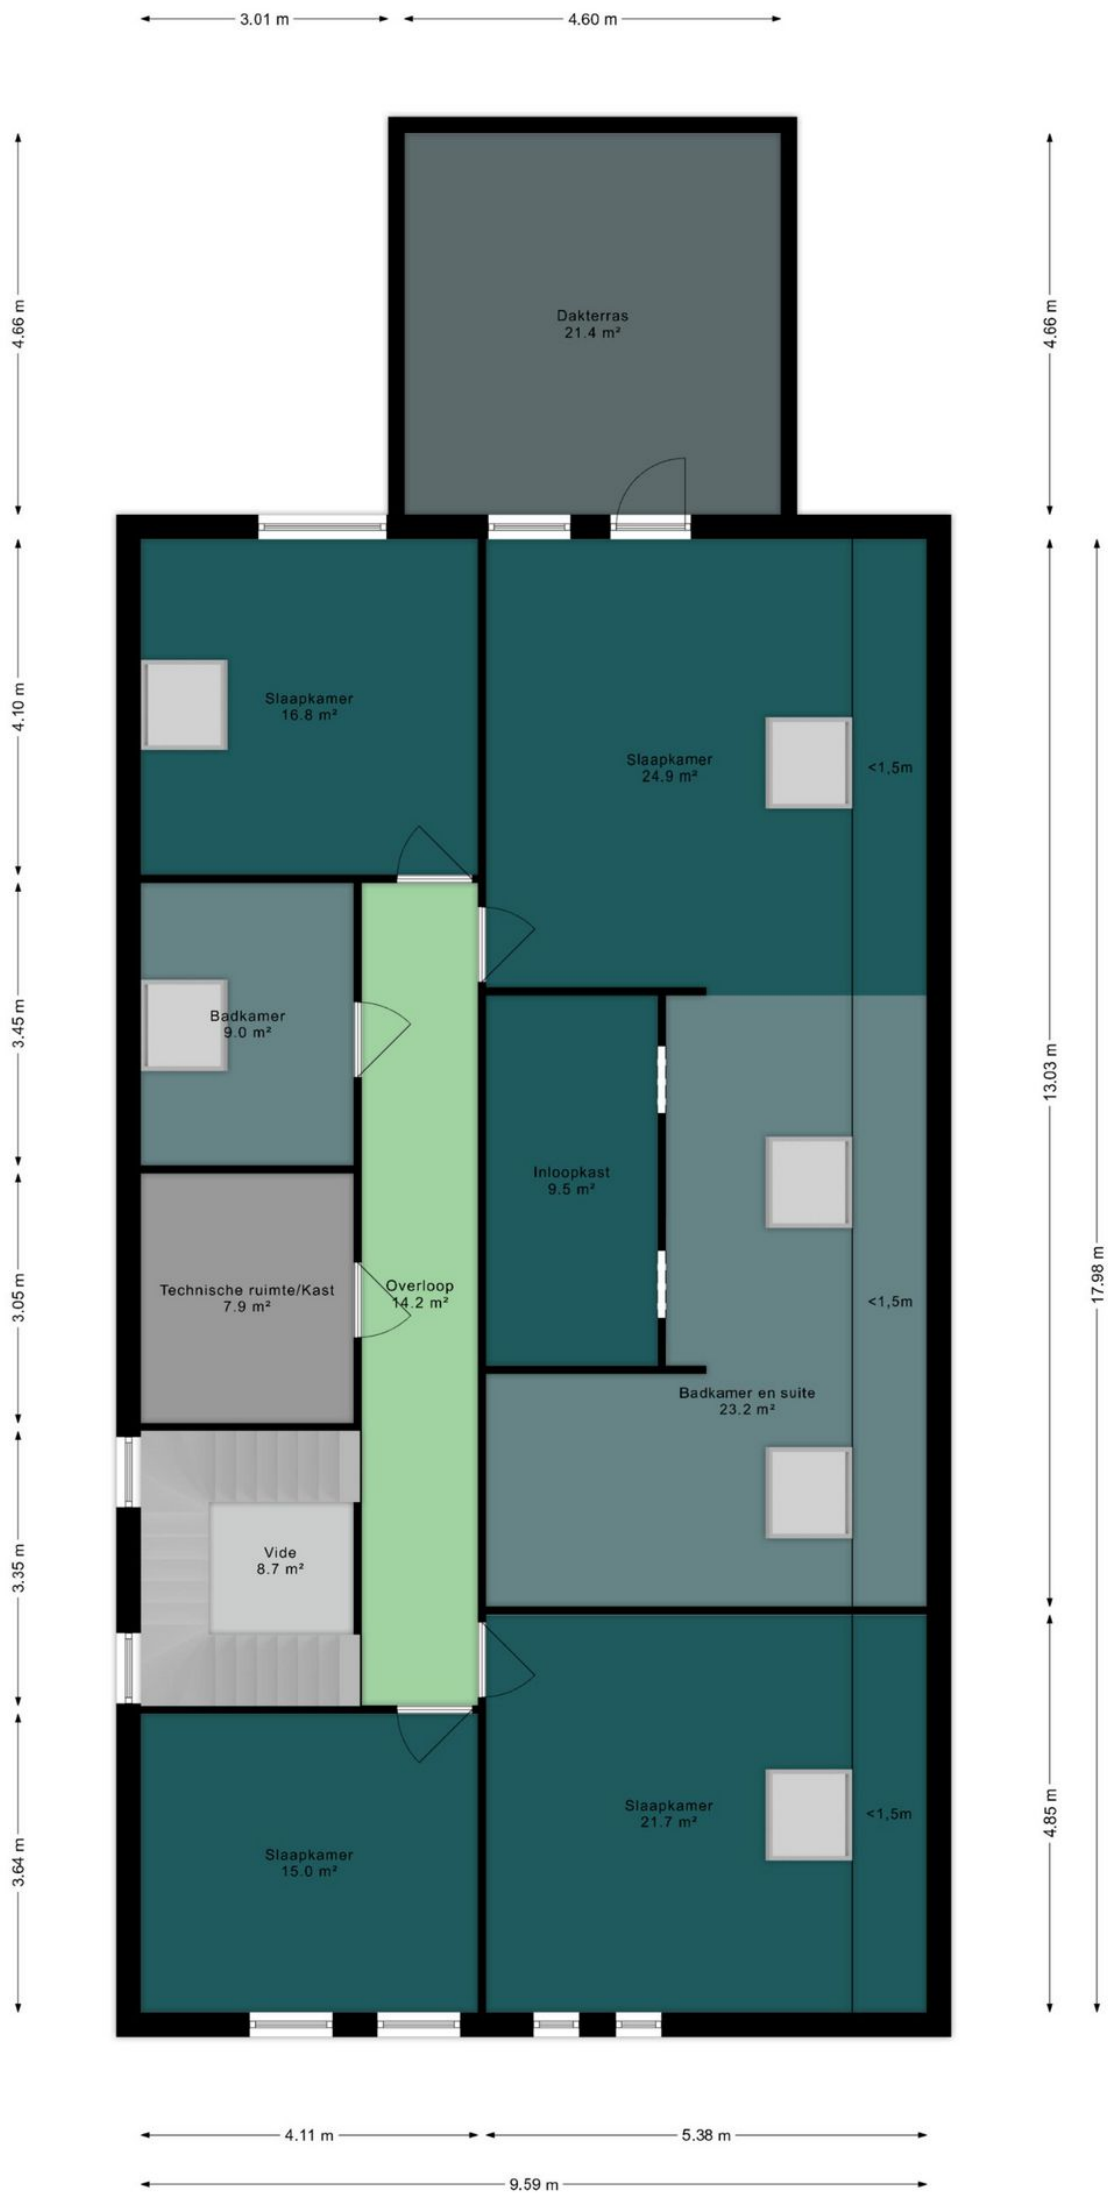 3.01 m
4.60 m
4.66 m
4.66 m
Dakterras
21.4 m²
4.10 m
Slaapkamer
16.8 m²
Slaapkamer
24.9 m²
<1,5m
3.45 m
Badkamer
9.0 m²
13.03 m
Inloopkast
9.5 m²
3.05 m
Technische ruimte/Kast
7.9 m²
Overloop
14.2 m²
<1,5m
17.98 m
Badkamer en suite
23.2 m²
3.35 m
Vide
8.7 m²
4.85 m
Slaapkamer
21.7 m²
<1,5m
3.64 m
Slaapkamer
15.0 m²
4.11 m
5.38 m
9.59 m